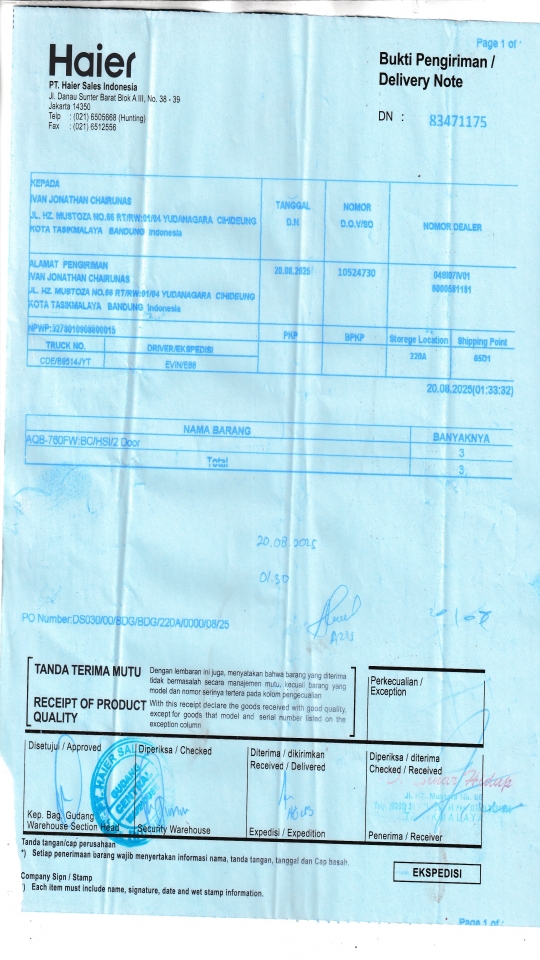 Page 1 of
Haier
Bukti Pengiriman /
Delivery Note
PT. Haier Sales Indonesia
Jl. Danau Sunter Barat Blok A III, No. 38 - 39
Jakarta 14350
Telp : (021) 6505668 (Hunting)
Fax : (021) 6512556
DN : 83471175
KEPADA
IVAN JONATHAN CHAIRUNAS
JL. HZ. MUSTOZA NO.66 RT/RW:01/04 YUDANAGARA CIHIDEUNG
KOTA TASIKMALAYA BANDUNG Indonesia
TANGGAL
D.N
NOMOR
D.O.V/SO
NOMOR DEALER
ALAMAT PENGIRIMAN
IVAN JONATHAN CHAIRUNAS
JL. HZ. MUSTOZA NO.66 RT/RW:01/04 YUDANAGARA CIHIDEUNG
KOTA TASIKMALAYA BANDUNG Indonesia
20.08.2025
10524730
NPWP:
PKP
BPKP
Storege Location
Shipping Point
TRUCK NO.
DRIVER/EKSPEDISI
220A
65D1
EVIN/E86
20.08.2025(01:33:32)
NAMA BARANG
BANYAKNYA
AQB-760FW:BC/HSI/2 Door
3
Total
3
20.08.2025
01.30
PO Number:DS030/00/BDG/BDG/220A/0000/08/25
TANDA TERIMA MUTU
Dengan lembaran ini juga, menyatakan bahwa barang yang diterima
tidak bermasalah secara manajemen mutu, kecuali barang yang
model dan nomor serinya tertera pada kolom pengecualian
RECEIPT OF PRODUCT
QUALITY
With this receipt declare the goods received with good quality,
except for goods that model and serial number listed on the
exception column
Perkecualian /
Exception
Disetujui / Approved
Diperiksa / Checked
Diterima / dikirimkan
Received / Delivered
Diperiksa / diterima
Checked / Received
PT. HAIER SAL
GUDANG
CENTRAL
Kep. Bag. Gudang
Warehouse Section Head
Security Warehouse
Expedisi / Expedition
Penerima / Receiver
Tanda tangan/cap perusahaan
*) Setiap penerimaan barang wajib menyertakan informasi nama, tanda tangan, tanggal dan Cap basah.
EKSPEDISI
Company Sign / Stamp
*) Each item must include name, signature, date and wet stamp information.
Page 1 of